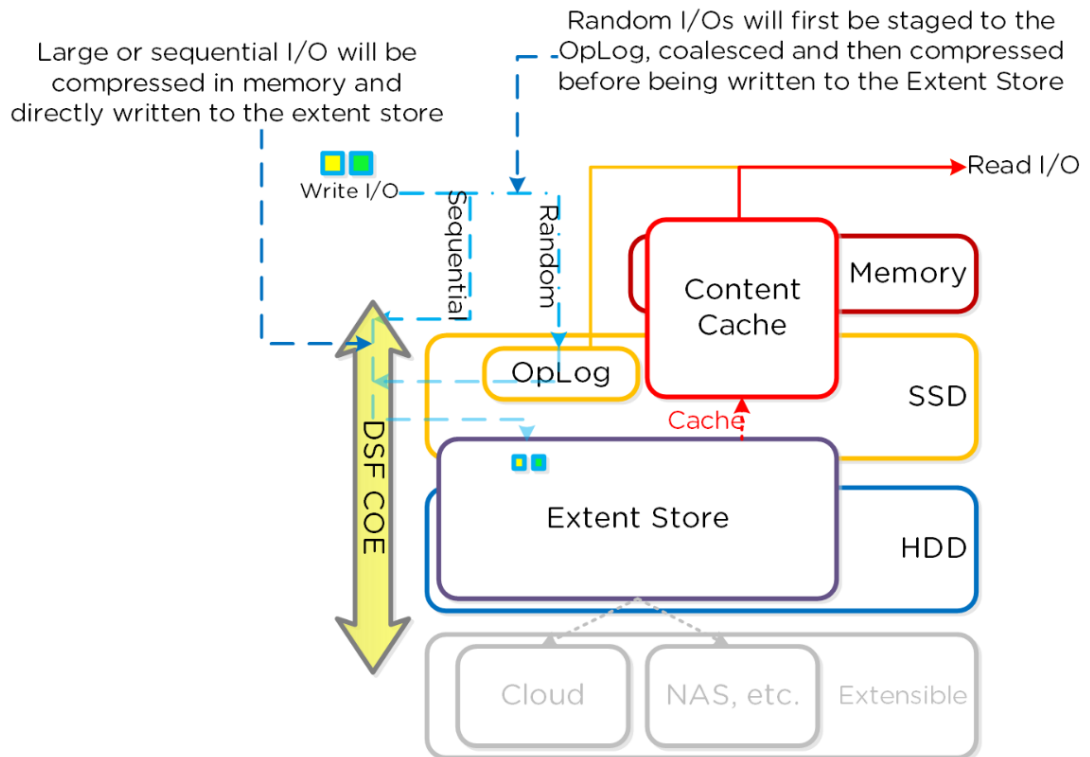 Large or sequential I/O will be
compressed in memory and
directly written to the extent store
Random I/Os will first be staged to the
OpLog, coalesced and then compressed
before being written to the Extent Store
Write I/O
Sequential
Random
Read I/O
Content
Cache
Memory
OpLog
SSD
Cache
DSF COE
Extent Store
HDD
Cloud
NAS, etc.
Extensible